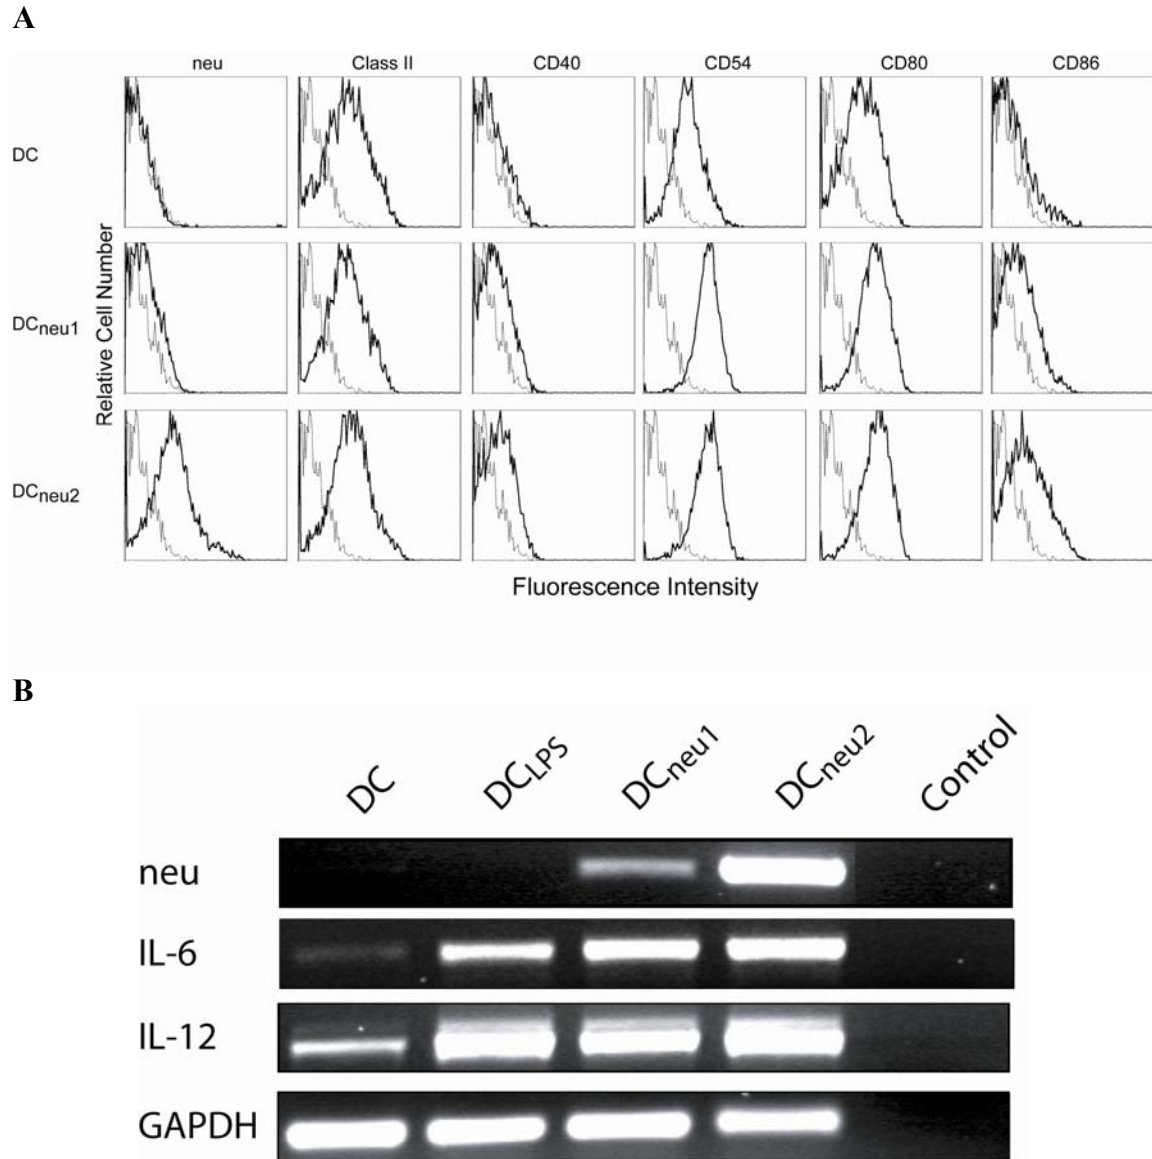 A
neu Class II CD40 CD54 CD80 CD86
DC
DCneu1
DCneu2
Relative Cell Number
Fluorescence Intensity
B
DC DCLPS DCneu1 DCneu2 Control
neu
IL-6
IL-12
GAPDH